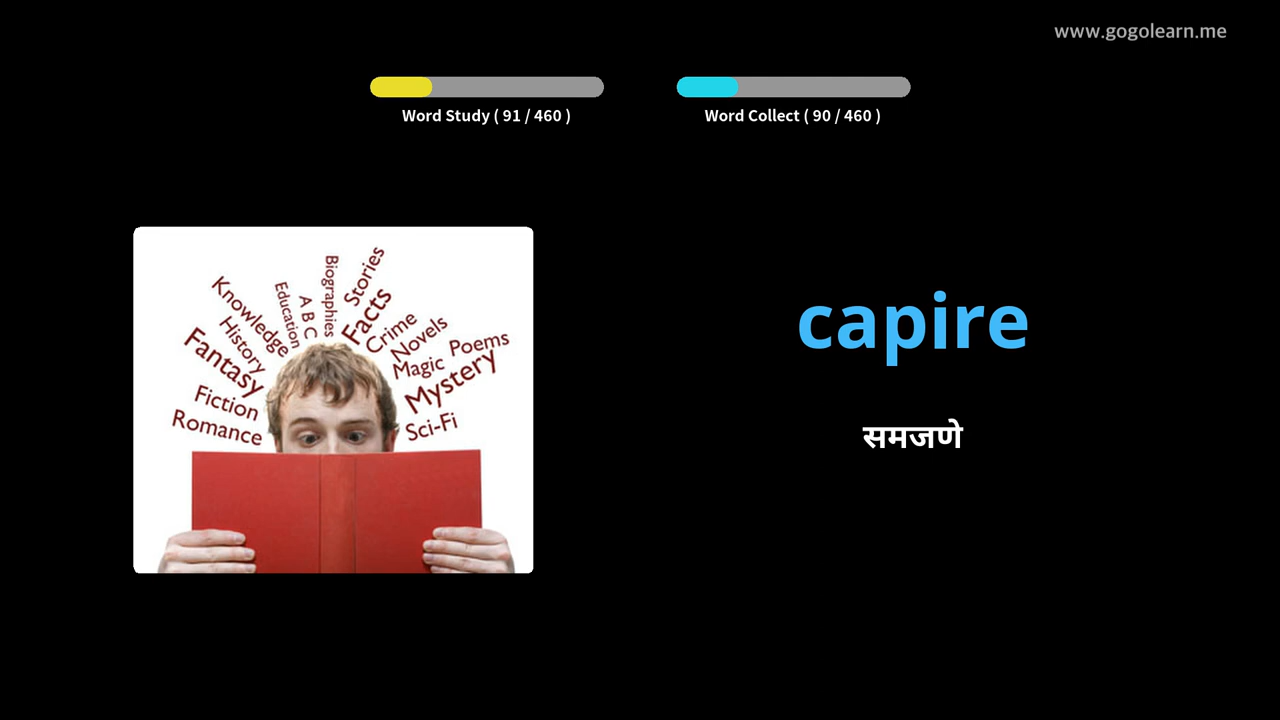 www.gogolearn.me
Word Study ( 91 / 460 )
Word Collect ( 90 / 460 )
Knowledge
History
Fantasy
Fiction
Romance
Education
A B C
Biographies
Stories
Facts
Crime
Novels
Magic
Poems
Mystery
Sci-Fi
capire
समजणे